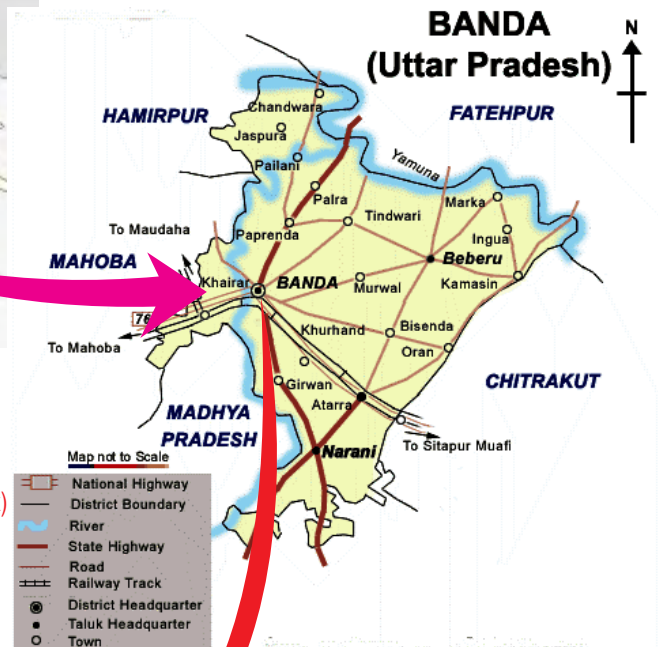 BANDA
(Uttar Pradesh)
N
HAMIRPUR
FATEHPUR
Chandwara
Jaspura
Pailani
Yamuna
Palra
Marka
Tindwari
To Maudaha
Paprenda
Ingua
MAHOBA
Beberu
Khairar
BANDA
Murwal
Kamasin
76
Khurhand
Bisenda
To Mahoba
Oran
Girwan
CHITRAKUT
Atarra
MADHYA
PRADESH
To Sitapur Muafi
Narani
Map not to Scale
National Highway
District Boundary
)
River
State Highway
Road
Railway Track
District Headquarter
Taluk Headquarter
Town